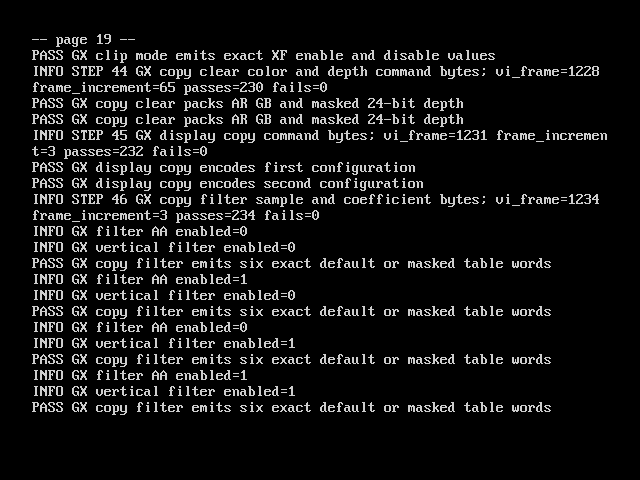 -- page 19 --
PASS GX clip mode emits exact XF enable and disable values
INFO STEP 44 GX copy clear color and depth command bytes; vi_frame=1228
frame_increment=65 passes=230 fails=0
PASS GX copy clear packs AR GB and masked 24-bit depth
PASS GX copy clear packs AR GB and masked 24-bit depth
INFO STEP 45 GX display copy command bytes; vi_frame=1231 frame_incremen
t=3 passes=232 fails=0
PASS GX display copy encodes first configuration
PASS GX display copy encodes second configuration
INFO STEP 46 GX copy filter sample and coefficient bytes; vi_frame=1234
frame_increment=3 passes=234 fails=0
INFO GX filter AA enabled=0
INFO GX vertical filter enabled=0
PASS GX copy filter emits six exact default or masked table words
INFO GX filter AA enabled=1
INFO GX vertical filter enabled=0
PASS GX copy filter emits six exact default or masked table words
INFO GX filter AA enabled=0
INFO GX vertical filter enabled=1
PASS GX copy filter emits six exact default or masked table words
INFO GX filter AA enabled=1
INFO GX vertical filter enabled=1
PASS GX copy filter emits six exact default or masked table words